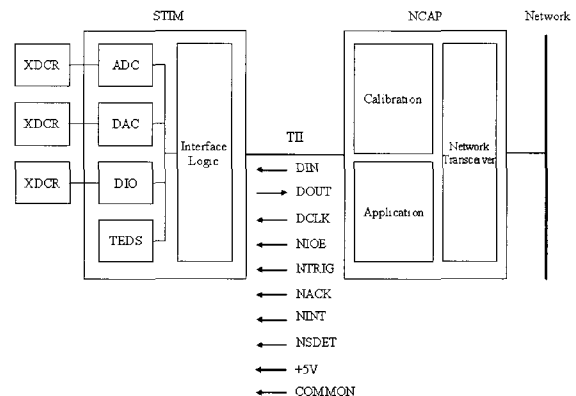 STIM
NCAP
Network
XDCR
ADC
XDCR
DAC
XDCR
DIO
TEDS
Interface
Logic
TII
Calibration
Application
Network
Transceiver
DIN
DOUT
DCLK
NIOE
NTRIG
NACK
NINT
NSDET
+5V
COMMON